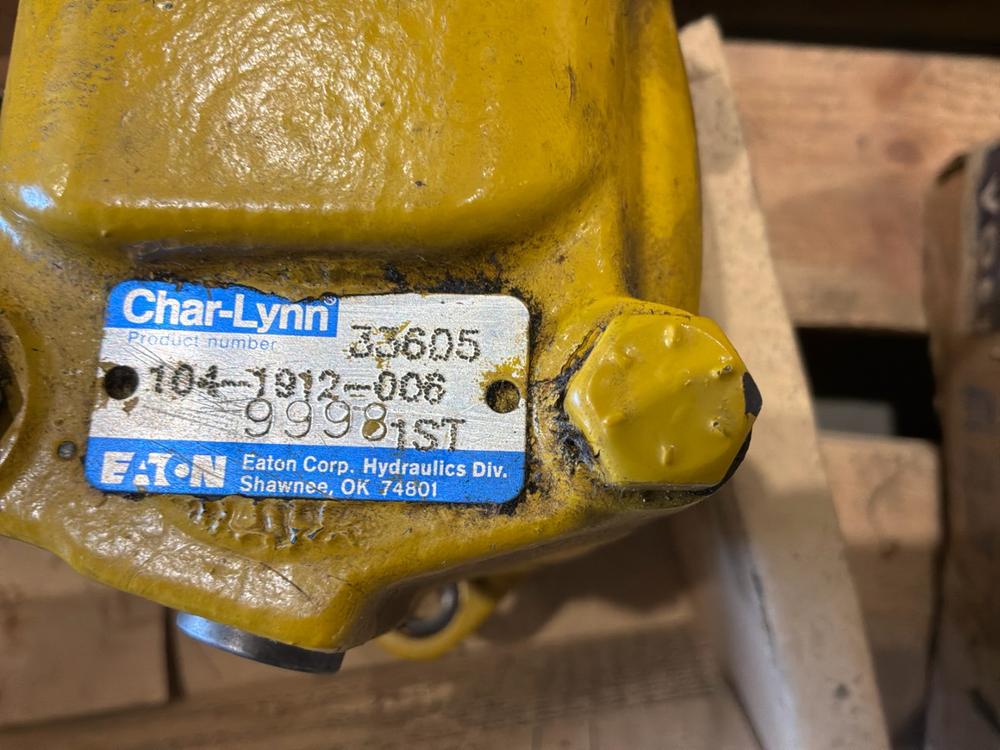 Char-Lynn®
Product number
33605
104-1912-006
9998
1ST
EATON
Eaton Corp. Hydraulics Div.
Shawnee, OK 74801